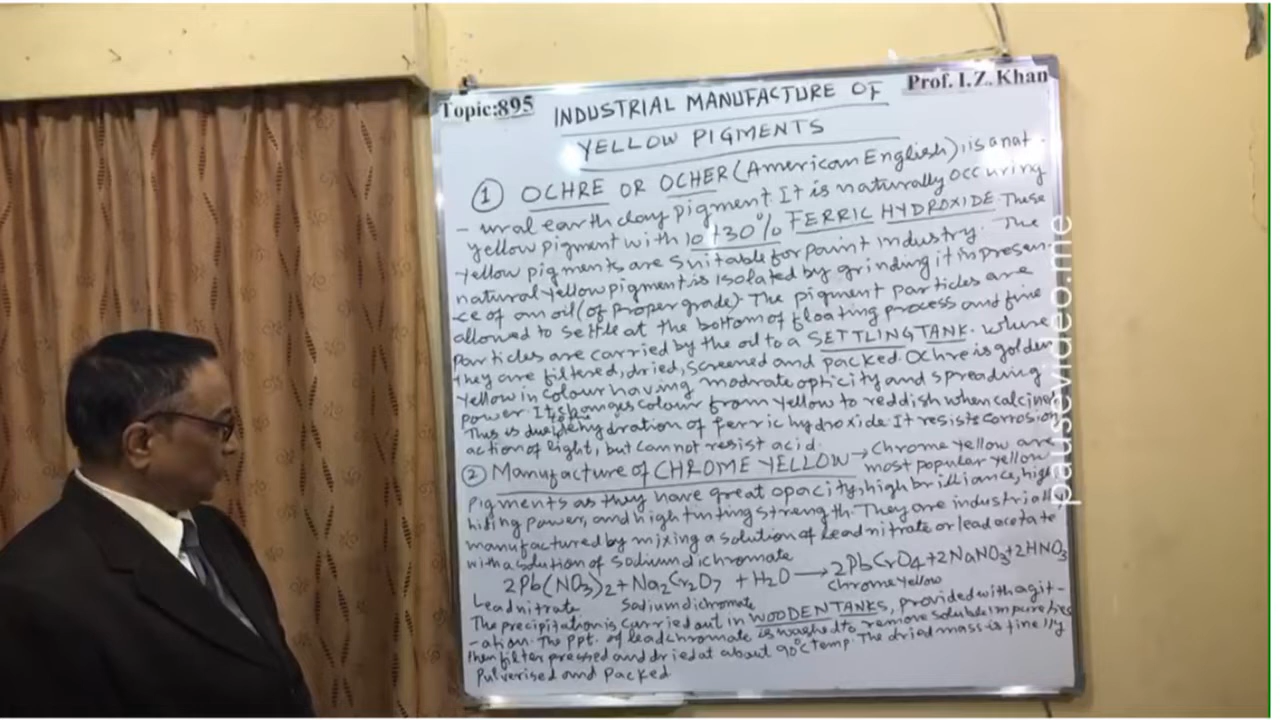 Topic:895
Prof. I.Z. Khan
INDUSTRIAL MANUFACTURE OF
YELLOW PIGMENTS
① OCHRE OR OCHER (American English), is a nat-
- ural earth clay pigment. It is naturally occuring
yellow pigment with 10 to 30% FERRIC HYDROXIDE. These
yellow pigments are suitable for paint industry. The
natural yellow pigment is isolated by grinding it in presen-
-ce of an oil (of proper grade). The pigment particles are
allowed to settle at the bottom of floating process and fine
particles are carried by the oil to a SETTLING TANK. Where
they are filtered, dried, screened and packed. Ochre is golden
yellow in colour having modrate opticity and spreading
power. It changes colour from yellow to reddish when calcined
This is due to the dehydration of ferric hydroxide. It resists corrosion
action of light, but cannot resist acid.
② Manufacture of CHROME YELLOW → Chrome yellow are
most popular yellow
pigments as they have great opacity, high brilliance, high
hiding power, and high tinting strength. They are industrially
manufactured by mixing a solution of lead nitrate or lead acetate
with a solution of Sodium dichromate
2Pb(NO3)2 + Na2Cr2O7 + H2O → 2PbCrO4 + 2NaNO3 + 2HNO3
Lead nitrate Sodium dichromate Chrome yellow
The precipitation is carried out in WOODEN TANKS, provided with agit-
-ation. The ppt. of lead chromate is washed to remove soluble impurities
then filter pressed and dried at about 90°C temp. The dried mass is finelly
pulverised and packed
pausevideo.me